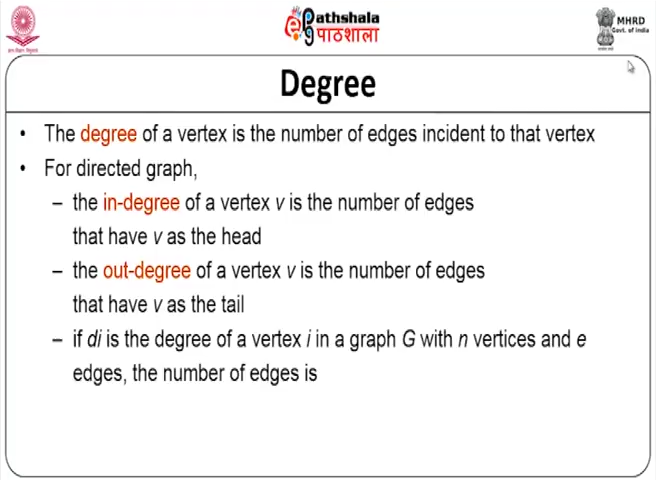 ePathshala
पाठशाला
MHRD
Govt. of India
Degree
• The degree of a vertex is the number of edges incident to that vertex
• For directed graph,
– the in-degree of a vertex v is the number of edges
that have v as the head
– the out-degree of a vertex v is the number of edges
that have v as the tail
– if di is the degree of a vertex i in a graph G with n vertices and e
edges, the number of edges is